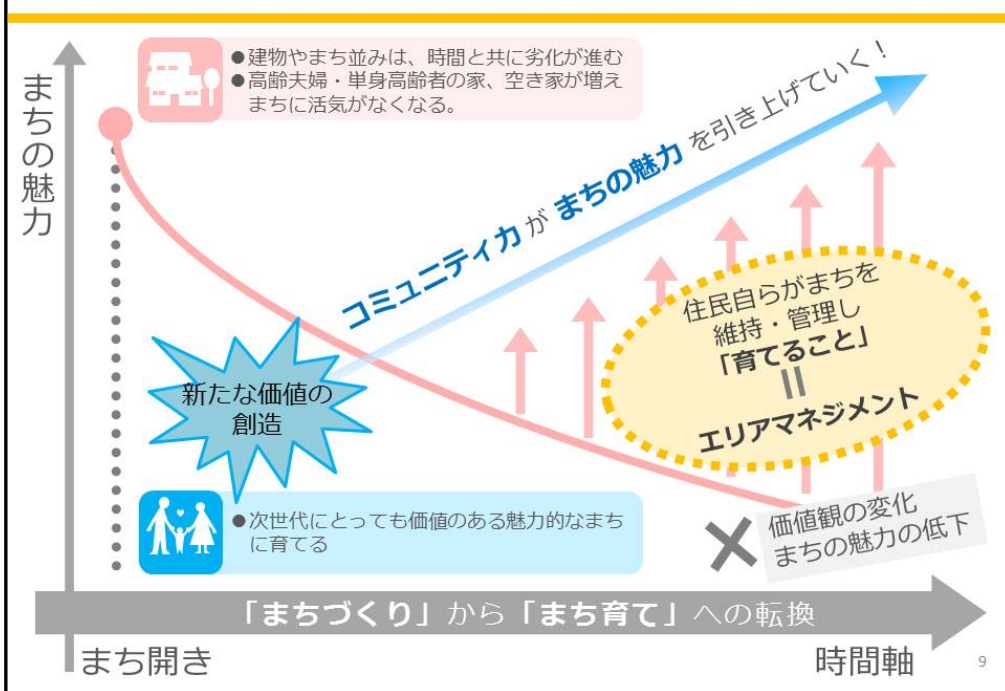 まちの魅力
●建物やまち並みは、時間と共に劣化が進む
●高齢夫婦・単身高齢者の家、空き家が増え
まちに活気がなくなる。
コミュニティ力が まちの魅力 を引き上げていく!
住民自らがまちを
維持・管理し
「育てること」
||
エリアマネジメント
新たな価値の
創造
●次世代にとっても価値のある魅力的なまち
に育てる
価値観の変化
まちの魅力の低下
「まちづくり」から「まち育て」への転換
まち開き
時間軸
9